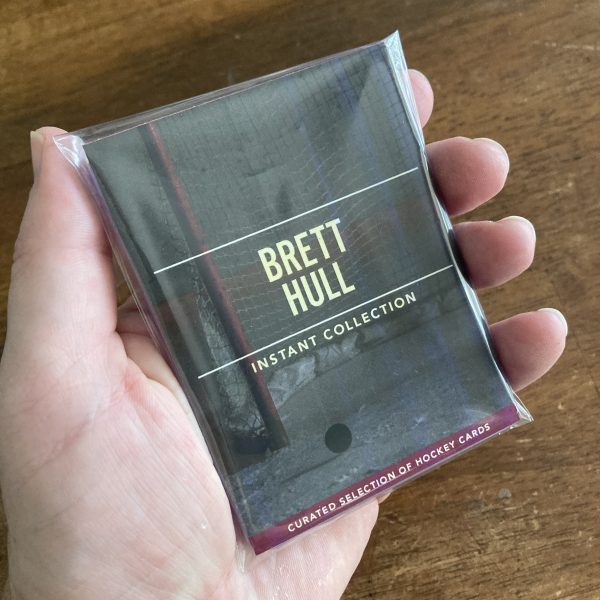 BRETT
HULL
INSTANT COLLECTION
CURATED SELECTION OF HOCKEY CARDS